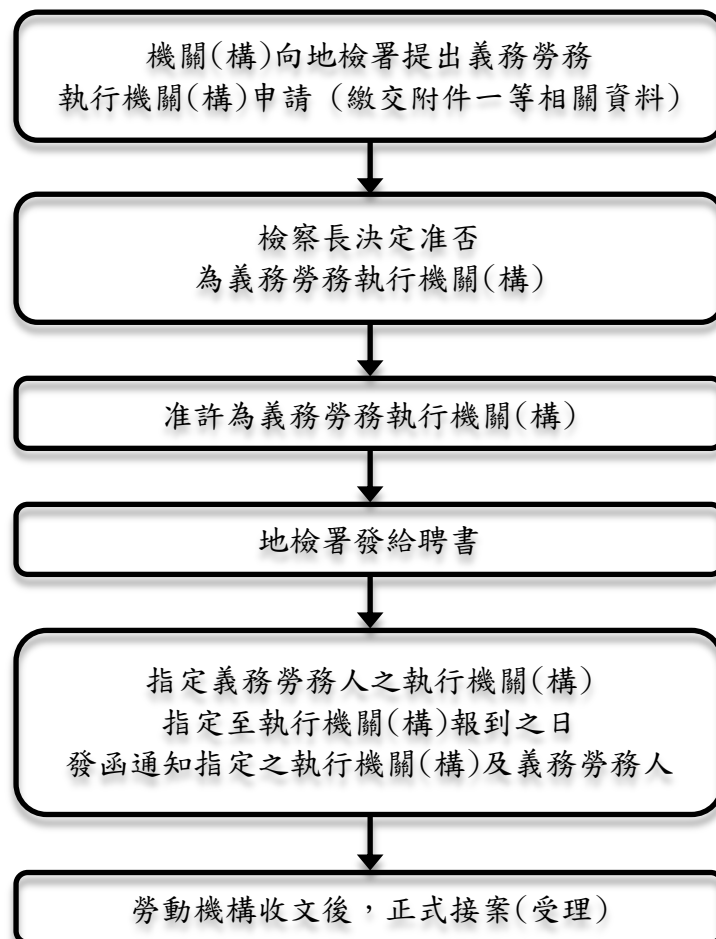 機關(構)向地檢署提出義務勞務
執行機關(構)申請（繳交附件一等相關資料）
檢察長決定准否
為義務勞務執行機關(構)
准許為義務勞務執行機關(構)
地檢署發給聘書
指定義務勞務人之執行機關(構)
指定至執行機關(構)報到之日
發函通知指定之執行機關(構)及義務勞務人
勞動機構收文後，正式接案(受理)